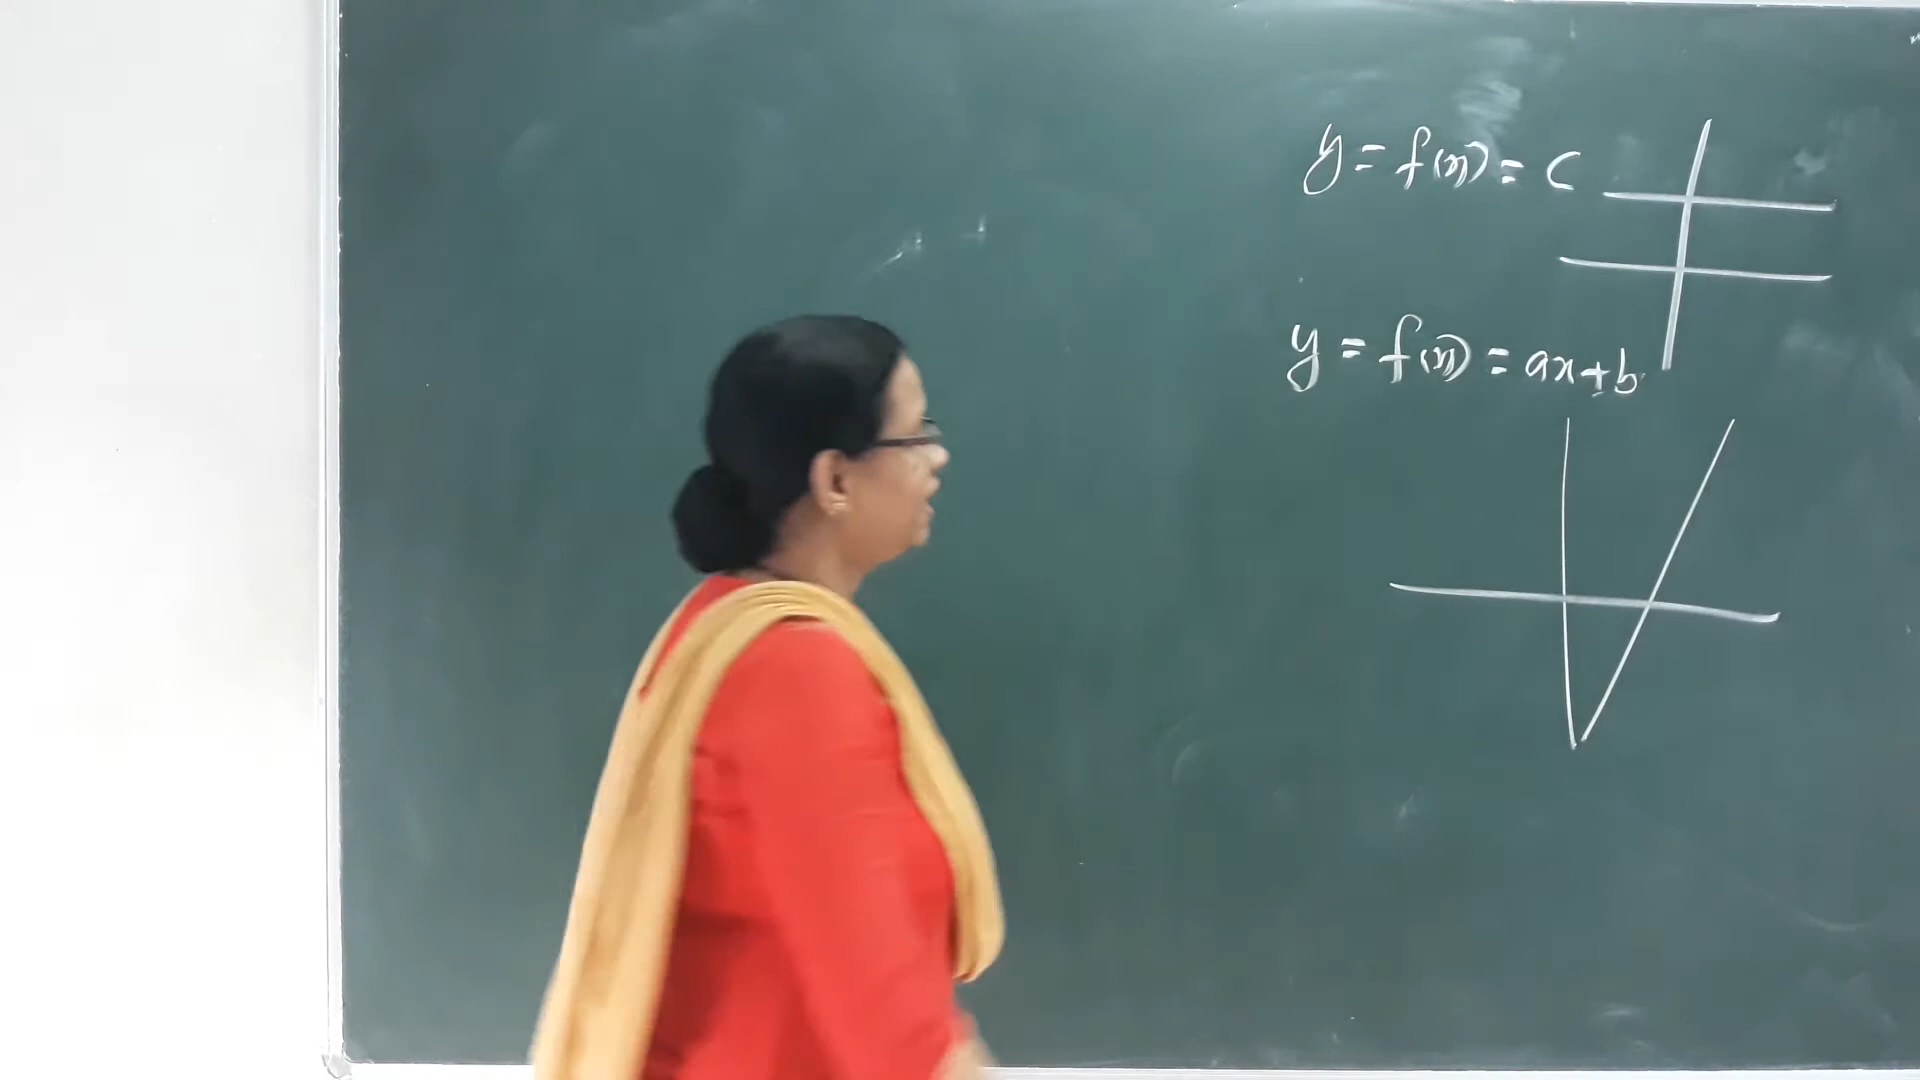 y = f(x) = c
y = f(x) = ax+b